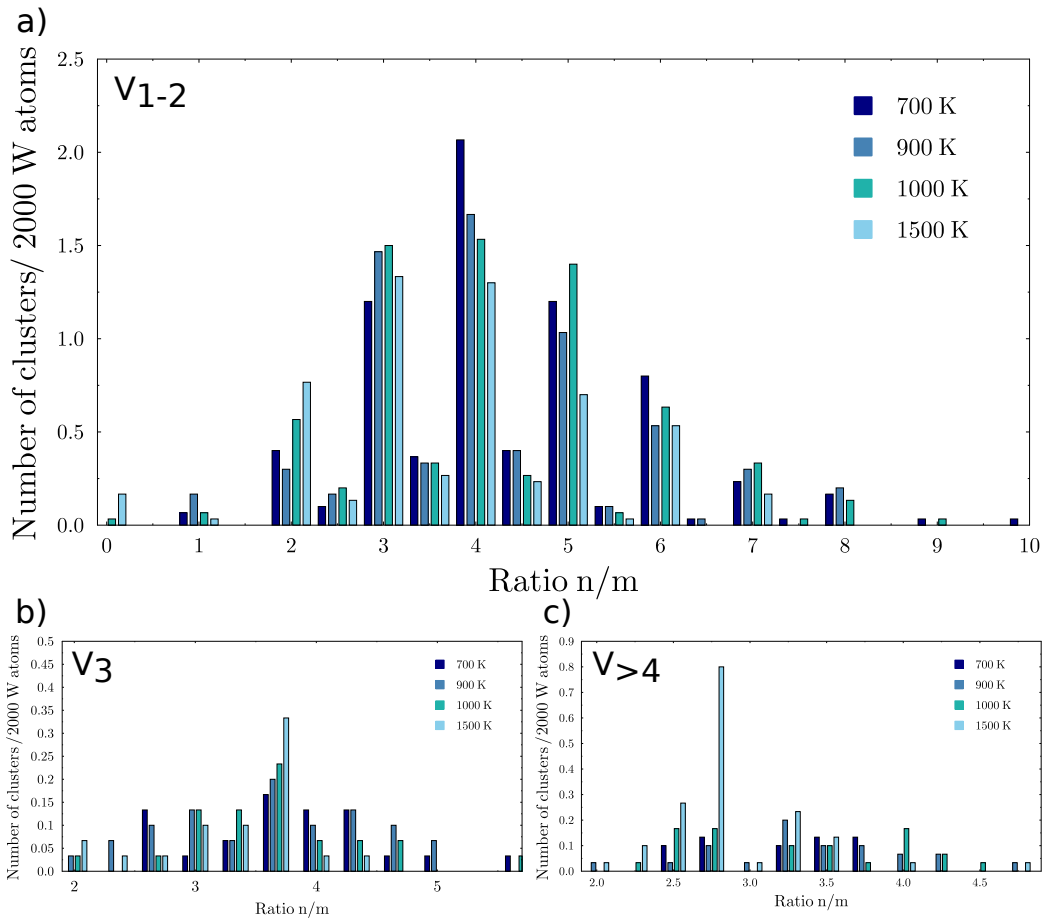 a)
Number of clusters/ 2000 W atoms
2.5
2.0
1.5
1.0
0.5
0.0
V1-2
700 K
900 K
1000 K
1500 K
0 1 2 3 4 5 6 7 8 9 10
Ratio n/m
b)
Number of clusters / 2000 W atoms
0.5
0.45
0.4
0.35
0.3
0.25
0.2
0.15
0.1
0.05
0.0
V3
700 K
900 K
1000 K
1500 K
2 3 4 5
Ratio n/m
c)
Number of clusters / 2000 W atoms
0.9
0.8
0.7
0.6
0.5
0.4
0.3
0.2
0.1
0.0
V>4
700 K
900 K
1000 K
1500 K
2.0 2.5 3.0 3.5 4.0 4.5
Ratio n/m